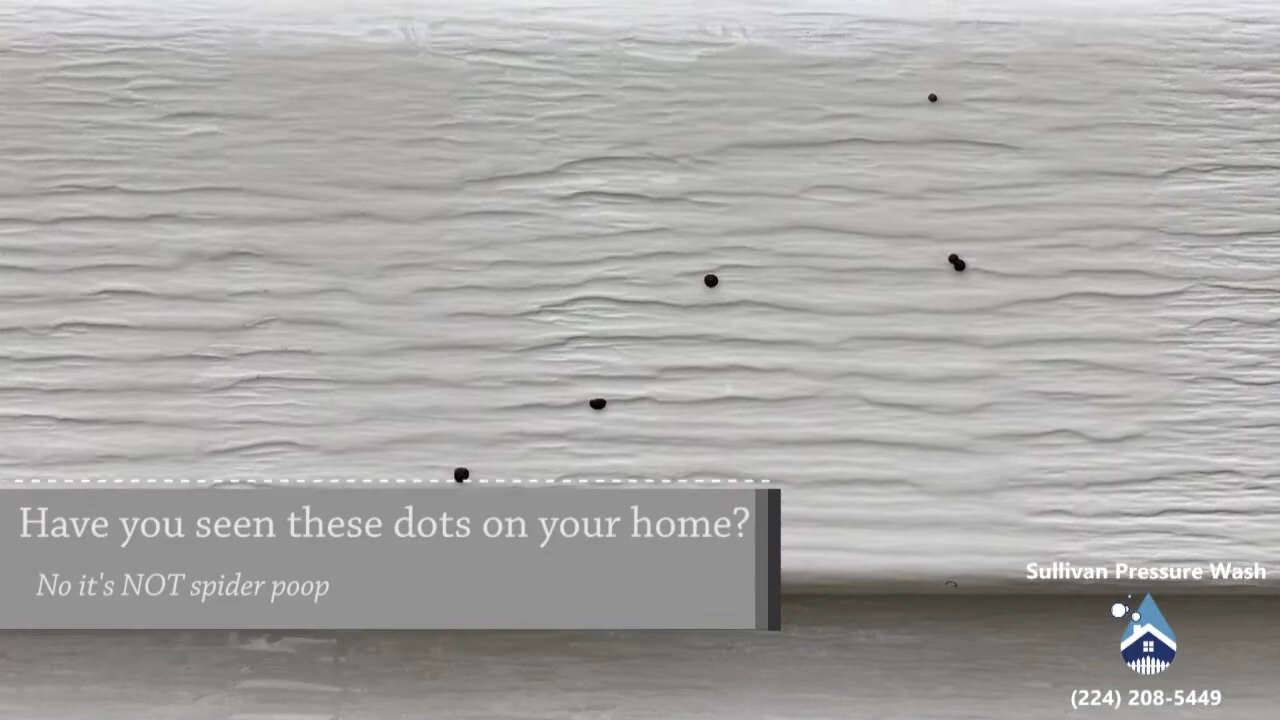 Have you seen these dots on your home?
No it's NOT spider poop
Sullivan Pressure Wash
(224) 208-5449